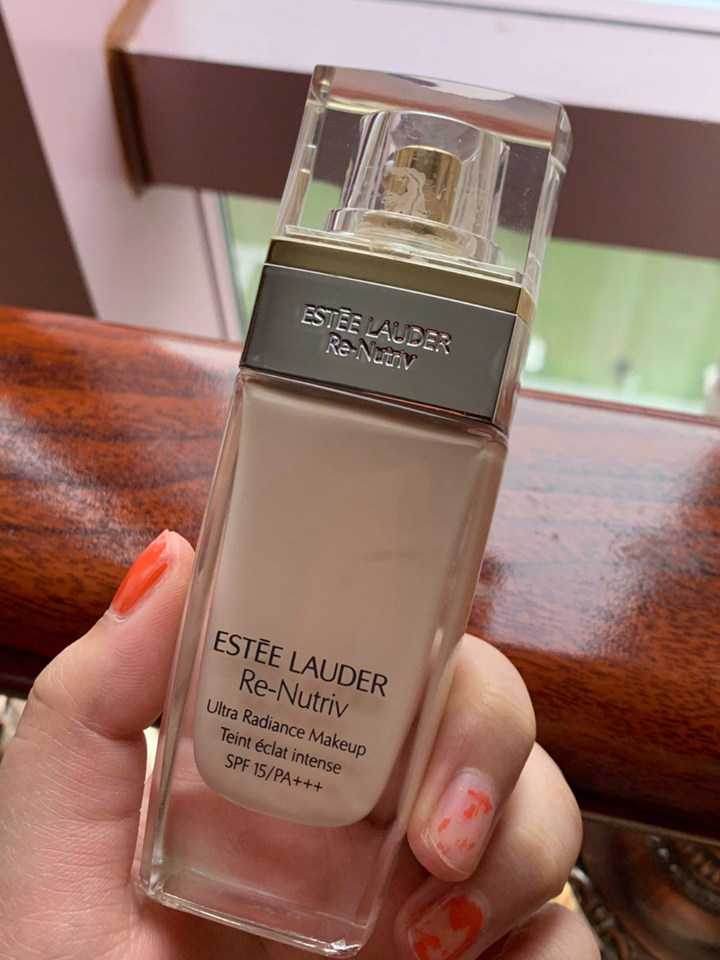 ESTĒE LAUDER
Re-Nutriv
ESTĒE LAUDER
Re-Nutriv
Ultra Radiance Makeup
Teint éclat intense
SPF 15/PA+++